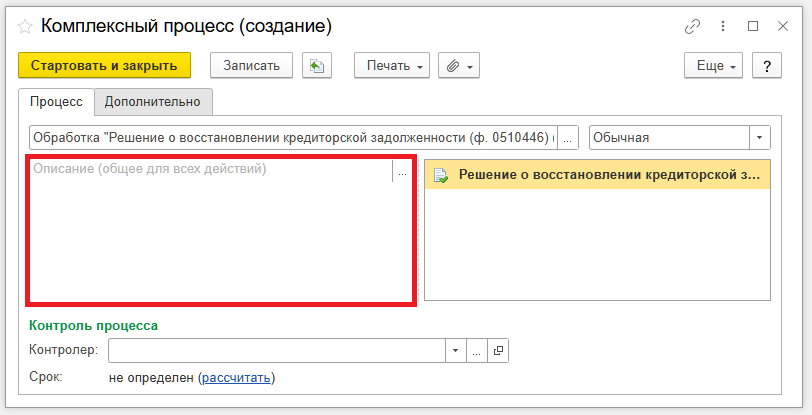 Комплексный процесс (создание)
Стартовать и закрыть Записать Печать Еще ?
Процесс Дополнительно
Обработка "Решение о восстановлении кредиторской задолженности (ф. 0510446) ... Обычная
Описание (общее для всех действий) ... Решение о восстановлении кредиторской з...
Контроль процесса
Контролер: ...
Срок: не определен (рассчитать)